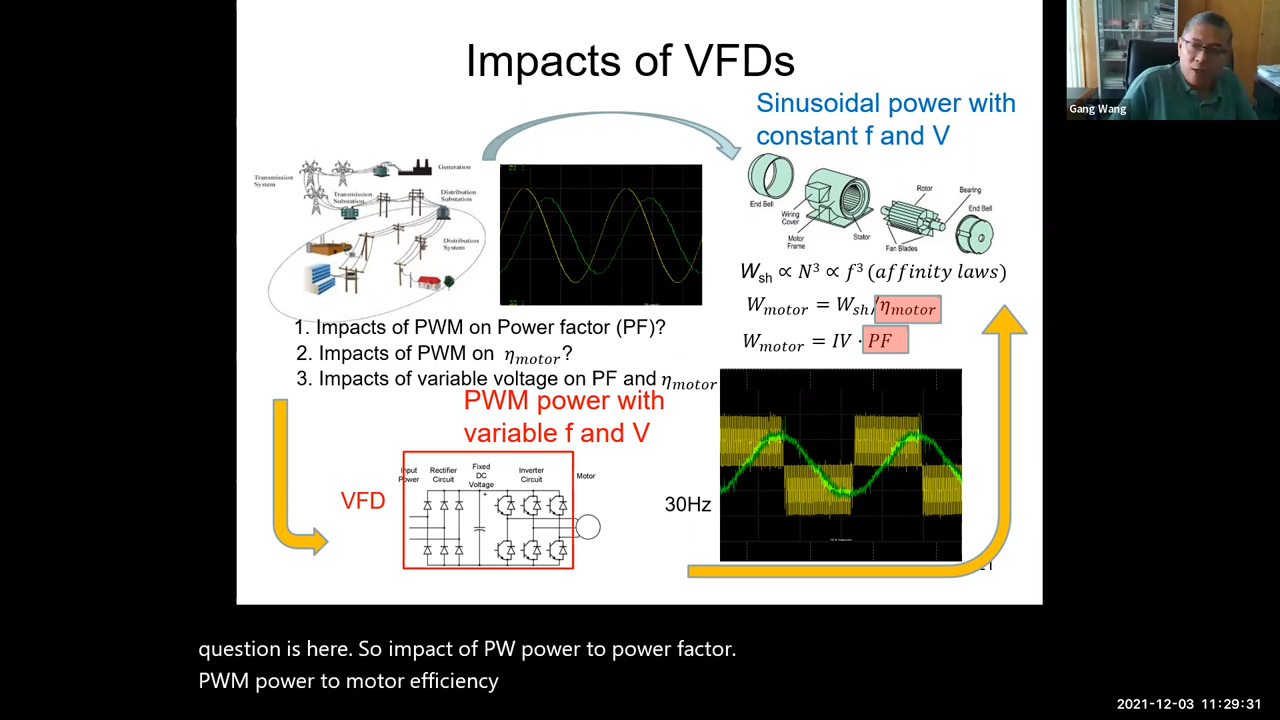 Impacts of VFDs
Sinusoidal power with
constant f and V
Gang Wang
Transmission
System
Generation
Transmission
Substation
Distribution
Substation
Distribution
System
End Bell
Wiring
Cover
Motor
Frame
Stator
Rotor
Bearing
End Bell
Fan Blades
W_sh ∝ N³ ∝ f³ (affinity laws)
W_motor = W_sh/η_motor
W_motor = IV · PF
1. Impacts of PWM on Power factor (PF)?
2. Impacts of PWM on η_motor?
3. Impacts of variable voltage on PF and η_motor
PWM power with
variable f and V
VFD
Input
Power
Rectifier
Circuit
Fixed
DC
Voltage
+
Inverter
Circuit
Motor
30Hz
question is here. So impact of PW power to power factor.
PWM power to motor efficiency
2021-12-03 11:29:31